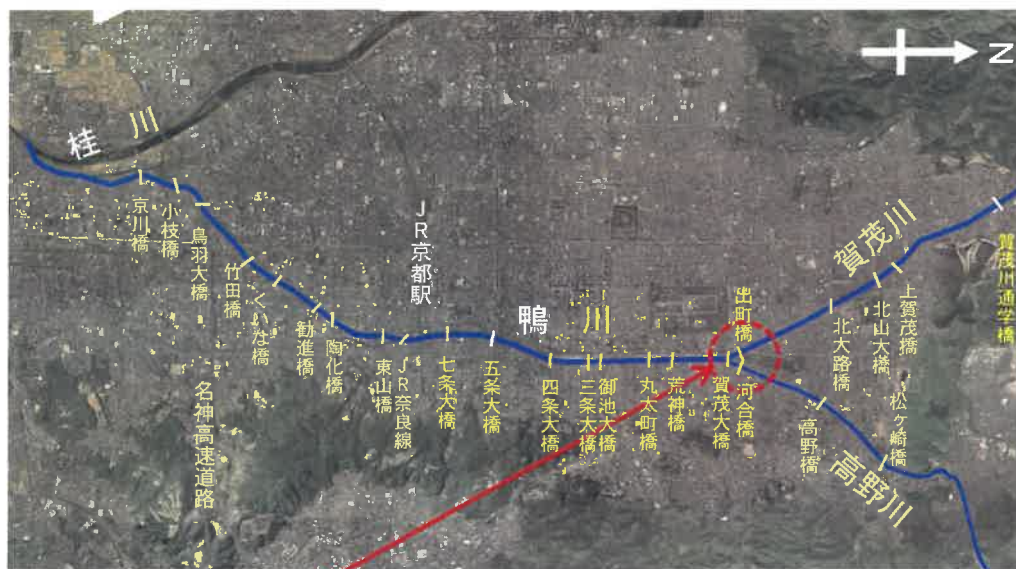 N
桂川
京川橋
小枝橋
鳥羽大橋
竹田橋
くいな橋
勧進橋
陶化橋
東山橋
JR奈良線
JR京都駅
七条大橋
五条大橋
鴨川
四条大橋
三条大橋
御池大橋
丸太町橋
荒神橋
賀茂大橋
出町橋
河合橋
賀茂川
北大路橋
北山大橋
上賀茂橋
賀茂川通学橋
高野橋
松ヶ崎橋
高野川
名神高速道路